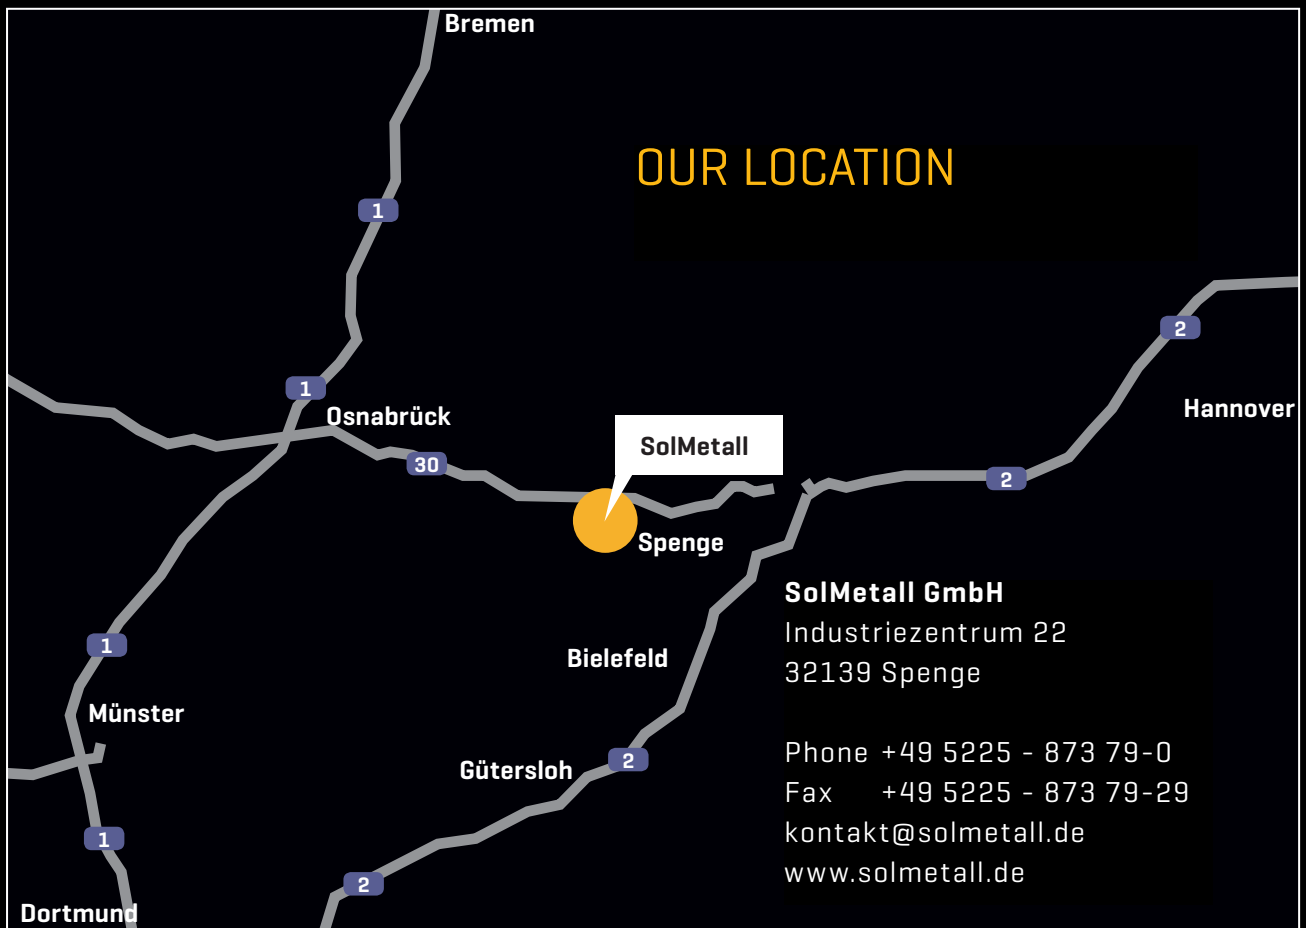 Bremen
OUR LOCATION
1
2
1
Osnabrück
Hannover
SolMetall
30
2
Spenge
SolMetall GmbH
Industriezentrum 22
32139 Spenge
1
Bielefeld
Münster
Phone +49 5225 - 873 79-0
2
Gütersloh
Fax +49 5225 - 873 79-29
kontakt@solmetall.de
1
www.solmetall.de
2
Dortmund